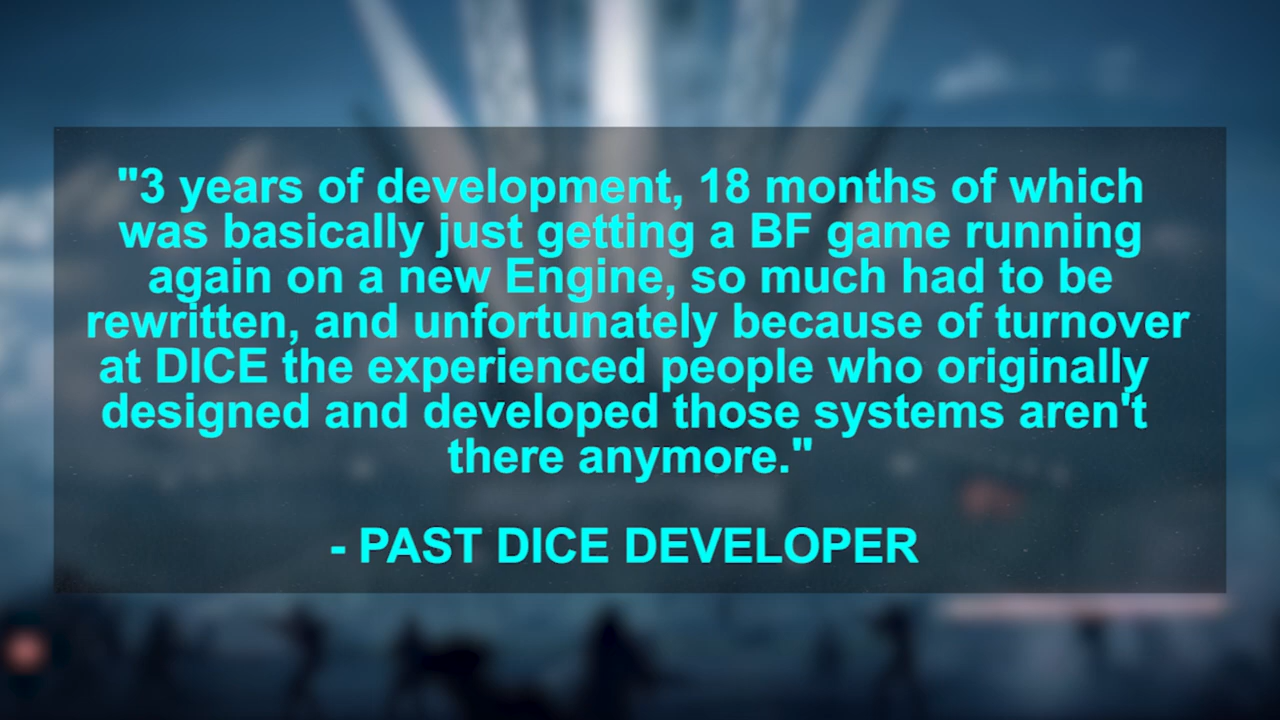 "3 years of development, 18 months of which
was basically just getting a BF game running
again on a new Engine, so much had to be
rewritten, and unfortunately because of turnover
at DICE the experienced people who originally
designed and developed those systems aren't
there anymore."
- PAST DICE DEVELOPER